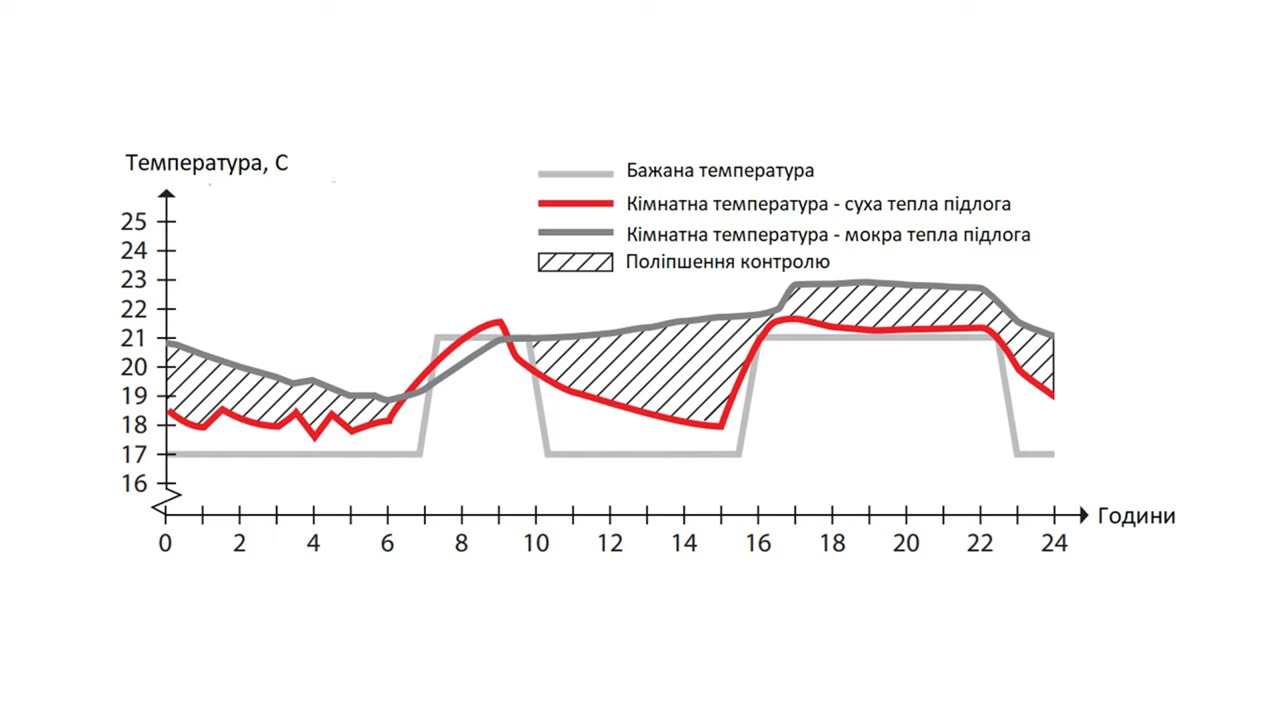 Температура, С
Бажана температура
Кімнатна температура - суха тепла підлога
Кімнатна температура - мокра тепла підлога
Поліпшення контролю
25
24
23
22
21
20
19
18
17
16
0 2 4 6 8 10 12 14 16 18 20 22 24
Години